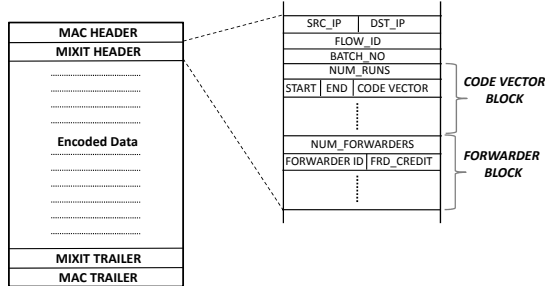 MAC HEADER
MIXIT HEADER
Encoded Data
MIXIT TRAILER
MAC TRAILER
SRC_IP DST_IP
FLOW_ID
BATCH_NO
NUM_RUNS
START END CODE VECTOR
NUM_FORWARDERS
FORWARDER ID FRD_CREDIT
CODE VECTOR
BLOCK
FORWARDER
BLOCK